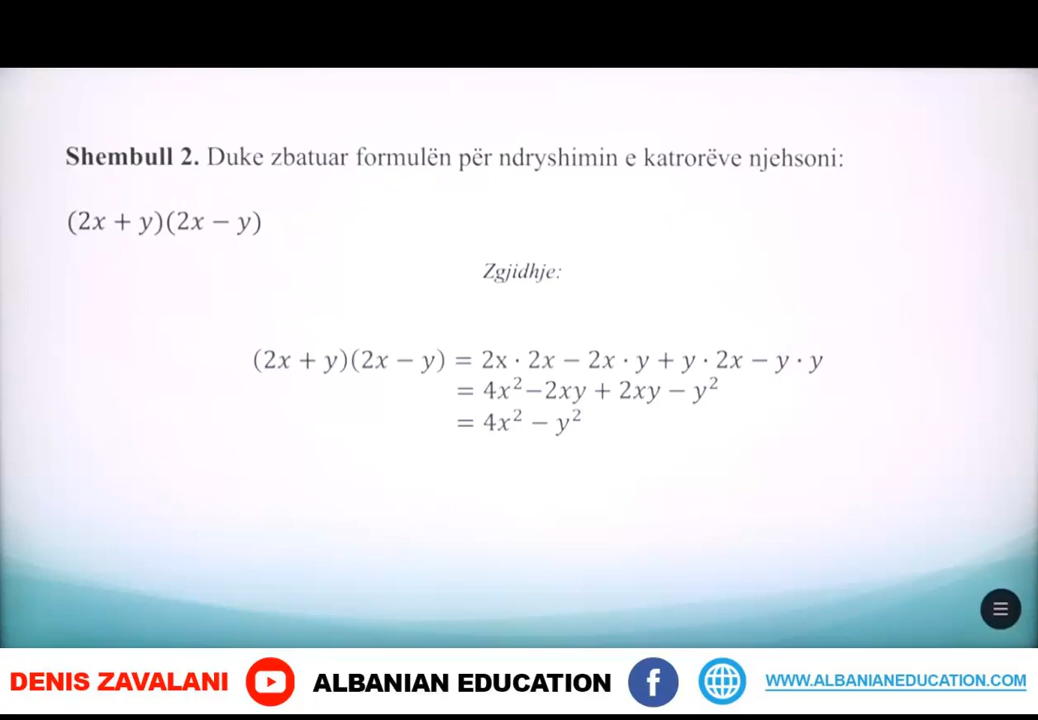 Shembull 2. Duke zbatuar formulën për ndryshimin e katrorëve njehsoni:
(2x + y)(2x − y)
Zgjidhje:
(2x + y)(2x − y) = 2x · 2x − 2x · y + y · 2x − y · y
= 4x²−2xy + 2xy − y²
= 4x² − y²
DENIS ZAVALANI ALBANIAN EDUCATION f WWW.ALBANIANEDUCATION.COM